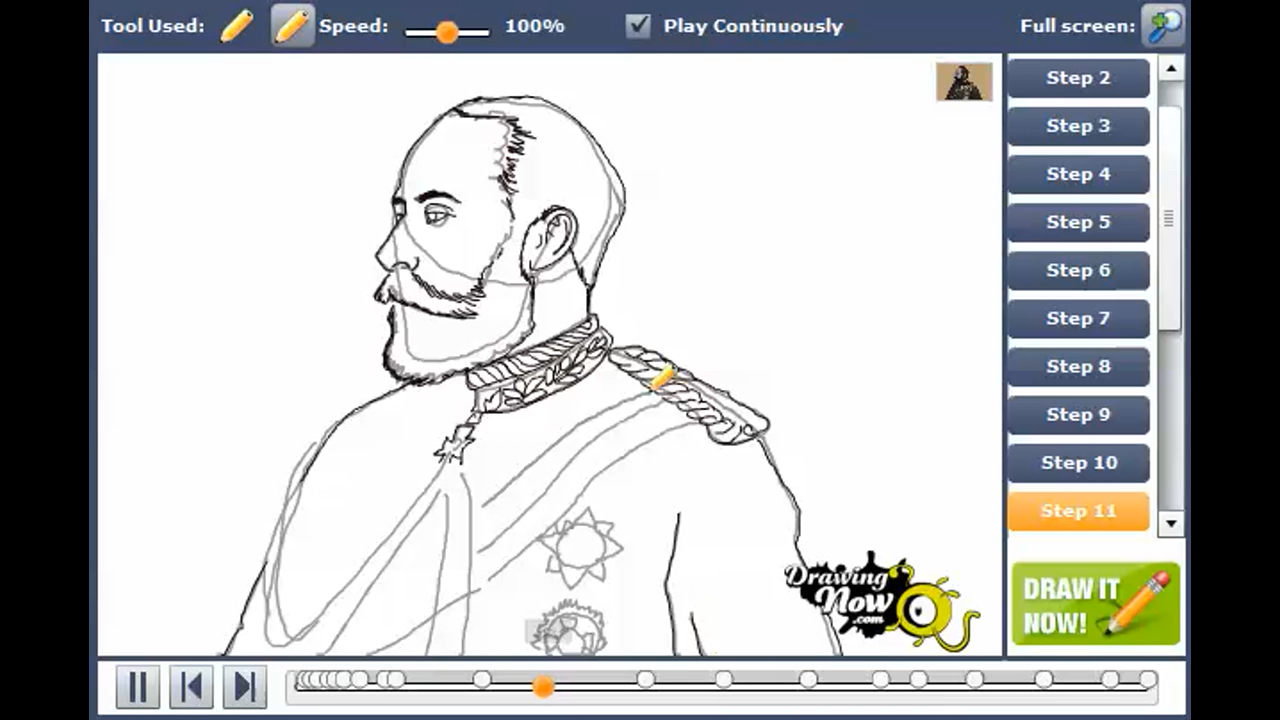 Tool Used: Speed: 100% Play Continuously Full screen:
Step 2
Step 3
Step 4
Step 5
Step 6
Step 7
Step 8
Step 9
Step 10
Step 11
Drawing
Now
.com
DRAW IT
NOW!